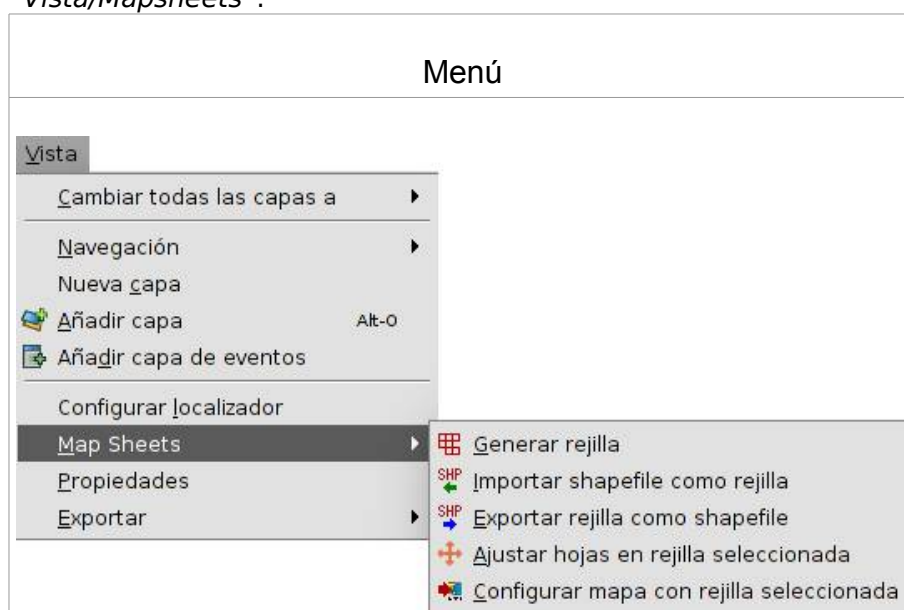 Vista/Mapsheets".
Menú
Vista
Cambiar todas las capas a
Navegación
Nueva capa
Añadir capa Alt-O
Añadir capa de eventos
Configurar localizador
Map Sheets
Generar rejilla
Propiedades
SHP Importar shapefile como rejilla
Exportar
SHP Exportar rejilla como shapefile
Ajustar hojas en rejilla seleccionada
Configurar mapa con rejilla seleccionada